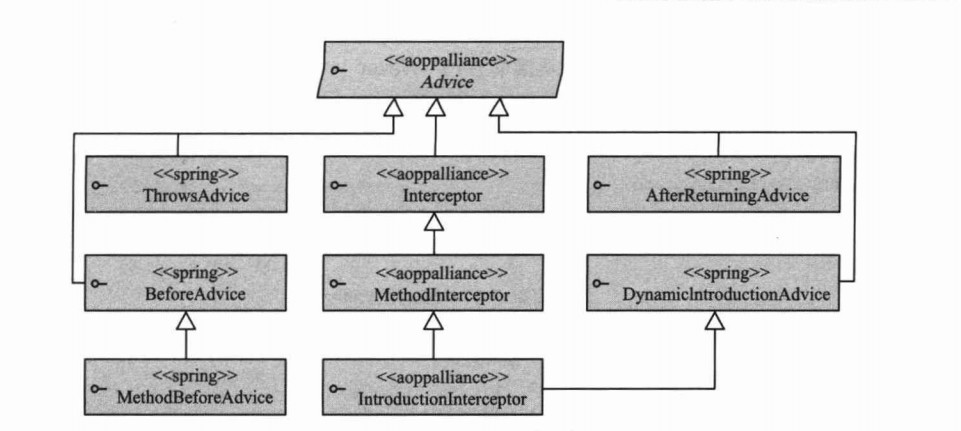 <<aoppalliance>>
Advice
<<spring>>
ThrowsAdvice
<<aoppalliance>>
Interceptor
<<spring>>
AfterReturningAdvice
<<spring>>
BeforeAdvice
<<aoppalliance>>
MethodInterceptor
<<spring>>
DynamicIntroductionAdvice
<<spring>>
MethodBeforeAdvice
<<aoppalliance>>
IntroductionInterceptor